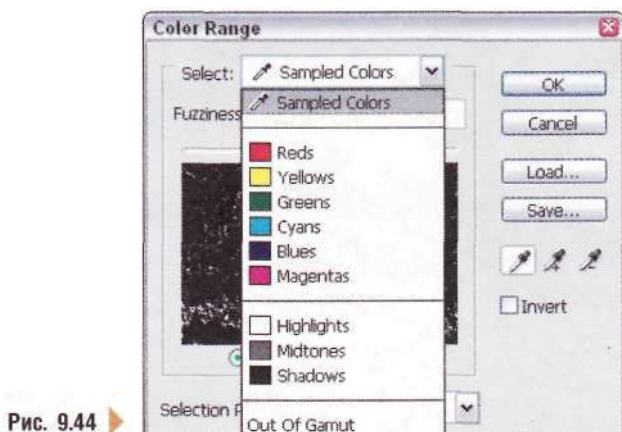 Color Range
Select: Sampled Colors
Sampled Colors
Fuzziness
Reds
Yellows
Greens
Cyans
Blues
Magentas
Highlights
Midtones
Shadows
Out Of Gamut
Selection P
OK
Cancel
Load...
Save...
Invert
Рис. 9.44